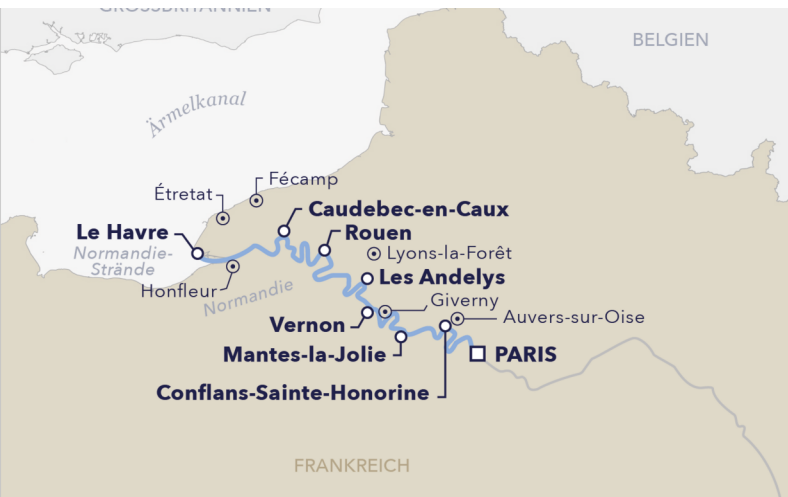 GROSSBRITANNIEN
BELGIEN
Ärmelkanal
Fécamp
Étretat
Caudebec-en-Caux
Le Havre
Rouen
Normandie-
Strände
Lyons-la-Forêt
Les Andelys
Honfleur
Normandie
Giverny
Vernon
Auvers-sur-Oise
Mantes-la-Jolie
PARIS
Conflans-Sainte-Honorine
FRANKREICH